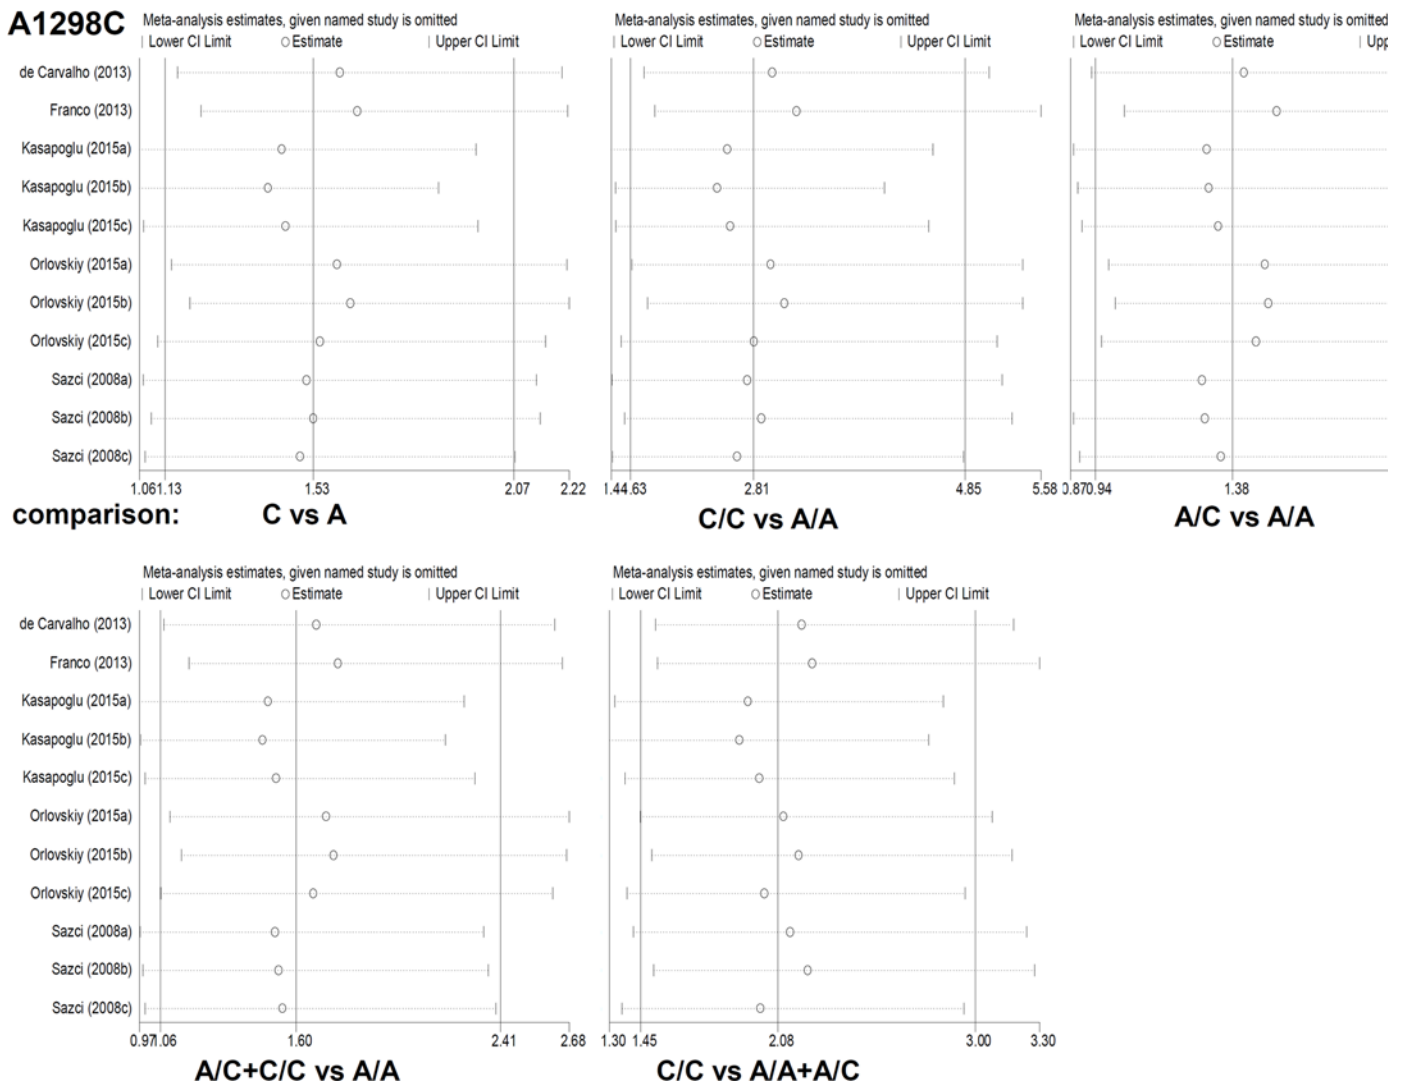 A1298C
Meta-analysis estimates, given named study is omitted
Lower CI Limit Estimate Upper CI Limit
de Carvalho (2013)
Franco (2013)
Kasapoglu (2015a)
Kasapoglu (2015b)
Kasapoglu (2015c)
Orlovskiy (2015a)
Orlovskiy (2015b)
Orlovskiy (2015c)
Sazci (2008a)
Sazci (2008b)
Sazci (2008c)
1.061.13 1.53 2.07 2.22
comparison: C vs A
Meta-analysis estimates, given named study is omitted
Lower CI Limit Estimate Upper CI Limit
1.44.63 2.81 4.85 5.58
C/C vs A/A
Meta-analysis estimates, given named study is omitted
Lower CI Limit Estimate Upp
0.870.94 1.38
A/C vs A/A
Meta-analysis estimates, given named study is omitted
Lower CI Limit Estimate Upper CI Limit
de Carvalho (2013)
Franco (2013)
Kasapoglu (2015a)
Kasapoglu (2015b)
Kasapoglu (2015c)
Orlovskiy (2015a)
Orlovskiy (2015b)
Orlovskiy (2015c)
Sazci (2008a)
Sazci (2008b)
Sazci (2008c)
0.971.06 1.60 2.41 2.68
A/C+C/C vs A/A
Meta-analysis estimates, given named study is omitted
Lower CI Limit Estimate Upper CI Limit
1.30 1.45 2.08 3.00 3.30
C/C vs A/A+A/C